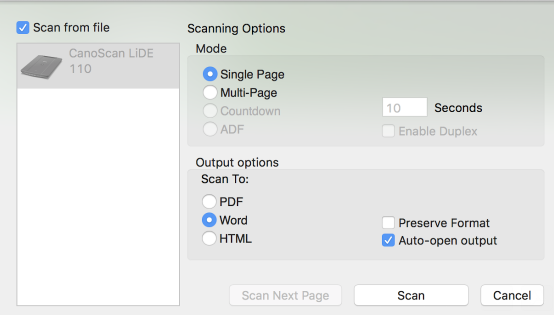 Scan from file
CanoScan LiDE
110
Scanning Options
Mode
Single Page
Multi-Page
Countdown
10 Seconds
ADF
Enable Duplex
Output options
Scan To:
PDF
Word
Preserve Format
HTML
Auto-open output
Scan Next Page
Scan
Cancel